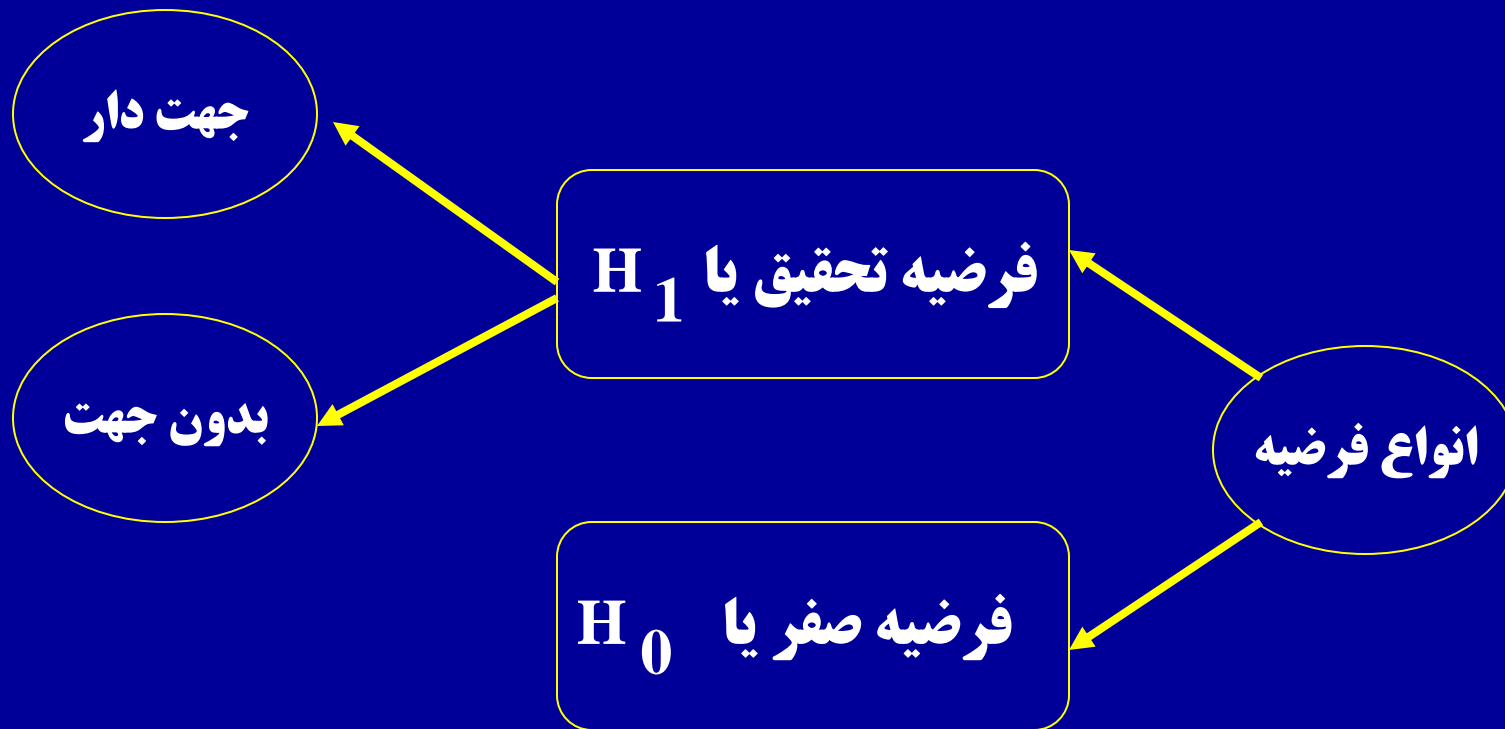 انواع فرضیه
فرضیه تحقیق یا H 1
جهت دار
بدون جهت
فرضیه صفر یا H 0